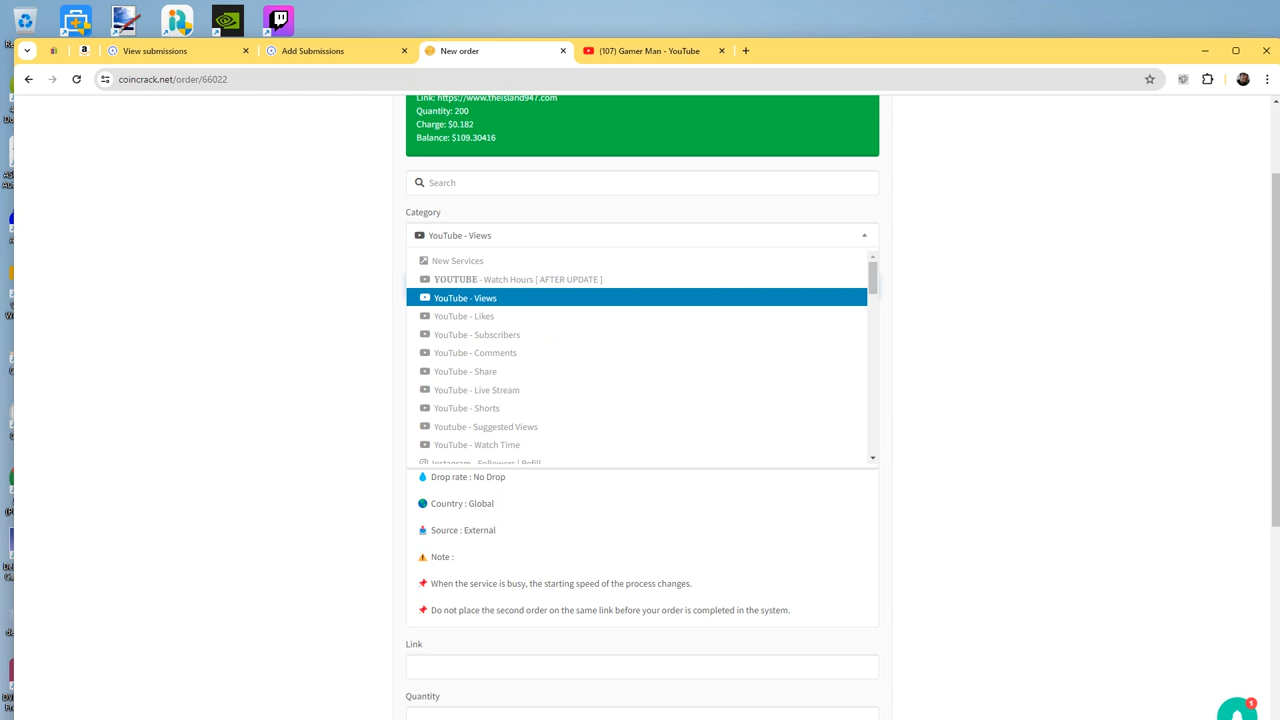 View submissions
Add Submissions
New order
(107) Gamer Man - YouTube
coincrack.net/order/66022
Link: https://www.theisland947.com
Quantity: 200
Charge: $0.182
Balance: $109.30416
Search
Category
YouTube - Views
New Services
YOUTUBE - Watch Hours [ AFTER UPDATE ]
YouTube - Views
YouTube - Likes
YouTube - Subscribers
YouTube - Comments
YouTube - Share
YouTube - Live Stream
YouTube - Shorts
Youtube - Suggested Views
YouTube - Watch Time
Instagram - Followers | Refill
Drop rate : No Drop
Country : Global
Source : External
Note :
When the service is busy, the starting speed of the process changes.
Do not place the second order on the same link before your order is completed in the system.
Link
Quantity
1